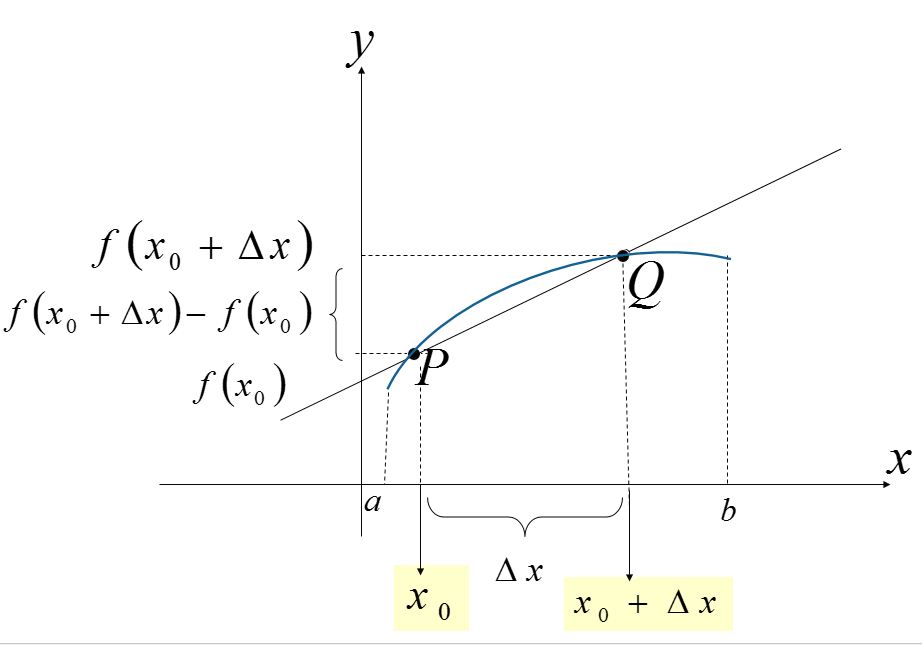 y
f(x₀ + Δx)
f(x₀ + Δx) − f(x₀)
f(x₀)
Q
P
x
a
b
Δx
x₀
x₀ + Δx